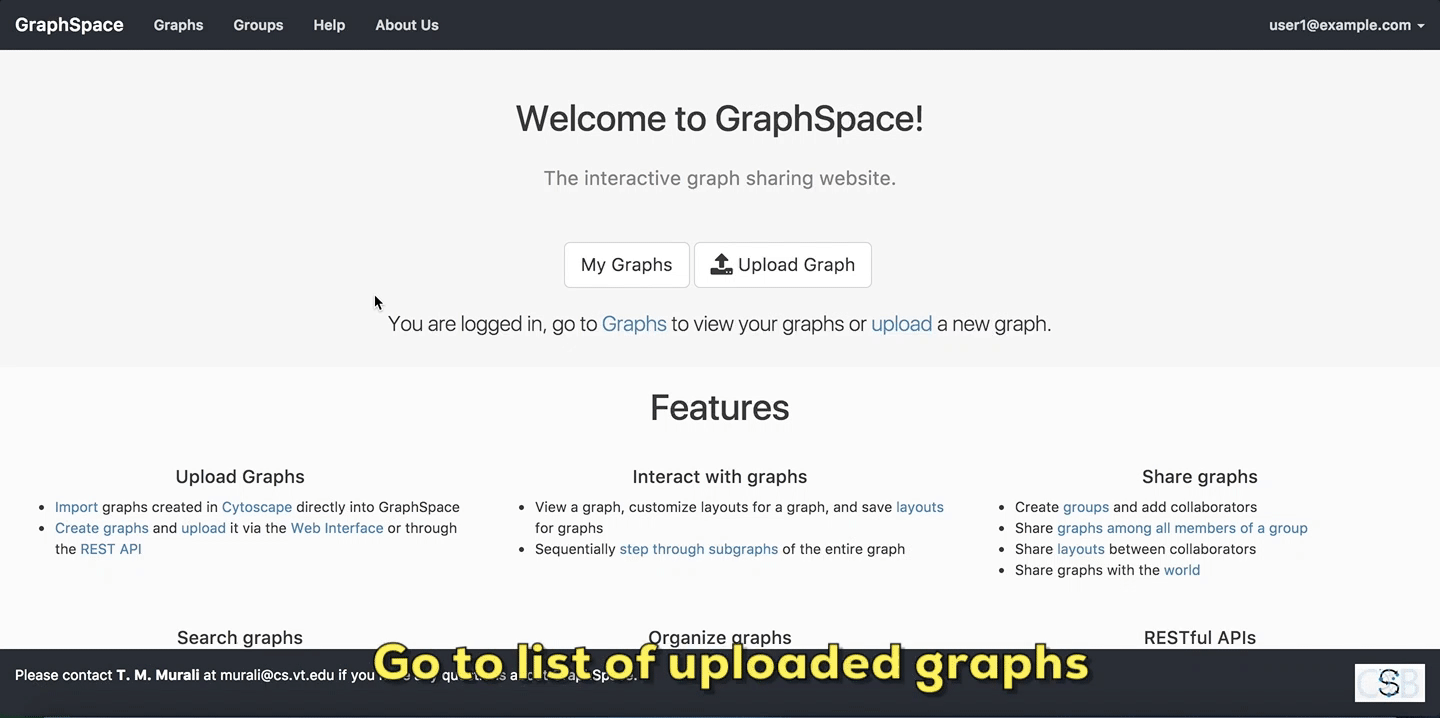 GraphSpace Graphs Groups Help About Us user1@example.com
Welcome to GraphSpace!
The interactive graph sharing website.
My Graphs Upload Graph
You are logged in, go to Graphs to view your graphs or upload a new graph.
Features
Upload Graphs
Import graphs created in Cytoscape directly into GraphSpace
Create graphs and upload it via the Web Interface or through
the REST API
Interact with graphs
View a graph, customize layouts for a graph, and save layouts
for graphs
Sequentially step through subgraphs of the entire graph
Share graphs
Create groups and add collaborators
Share graphs among all members of a group
Share layouts between collaborators
Share graphs with the world
Search graphs
Organize graphs
RESTful APIs
Go to list of uploaded graphs
Please contact T. M. Murali at murali@cs.vt.edu if you
CSB